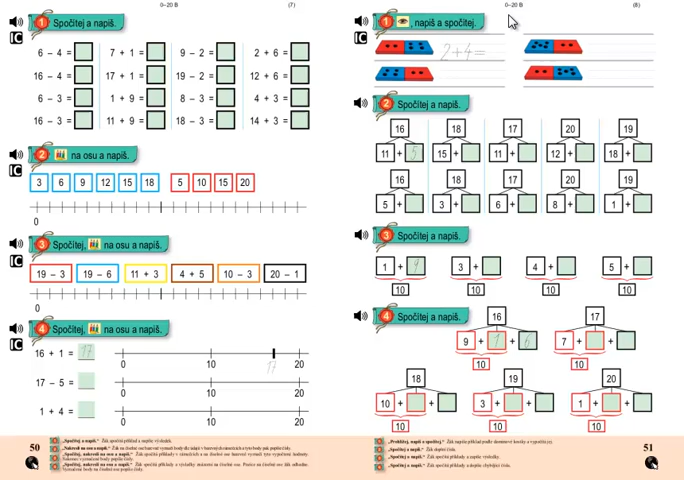 0–20 B (7)
1 Spočítej a napiš.
6 – 4 = 7 + 1 = 9 – 2 = 2 + 6 =
16 – 4 = 17 + 1 = 19 – 2 = 12 + 6 =
6 – 3 = 1 + 9 = 8 – 3 = 4 + 3 =
16 – 3 = 11 + 9 = 18 – 3 = 14 + 3 =
2 na osu a napiš.
3 6 9 12 15 18 5 10 15 20
0
3 Spočítej, na osu a napiš.
19 – 3 19 – 6 11 + 3 4 + 5 10 – 3 20 – 1
0
4 Spočítej, na osu a napiš.
16 + 1 = 17
0 10 20
17
17 – 5 =
0 10 20
1 + 4 =
0 10 20
50
0–20 B (8)
1 , napiš a spočítej.
2+4=
2 Spočítej a napiš.
16 18 17 20 19
11 + 5 15 + 11 + 12 + 18 +
16 18 17 20 19
5 + 3 + 6 + 8 + 1 +
3 Spočítej a napiš.
1 + 9 3 + 4 + 5 +
10 10 10 10
4 Spočítej a napiš.
16 17
9 + 1 + 6 7 + +
10 10
18 19 20
10 + + 3 + + 1 + +
10 10 10
51